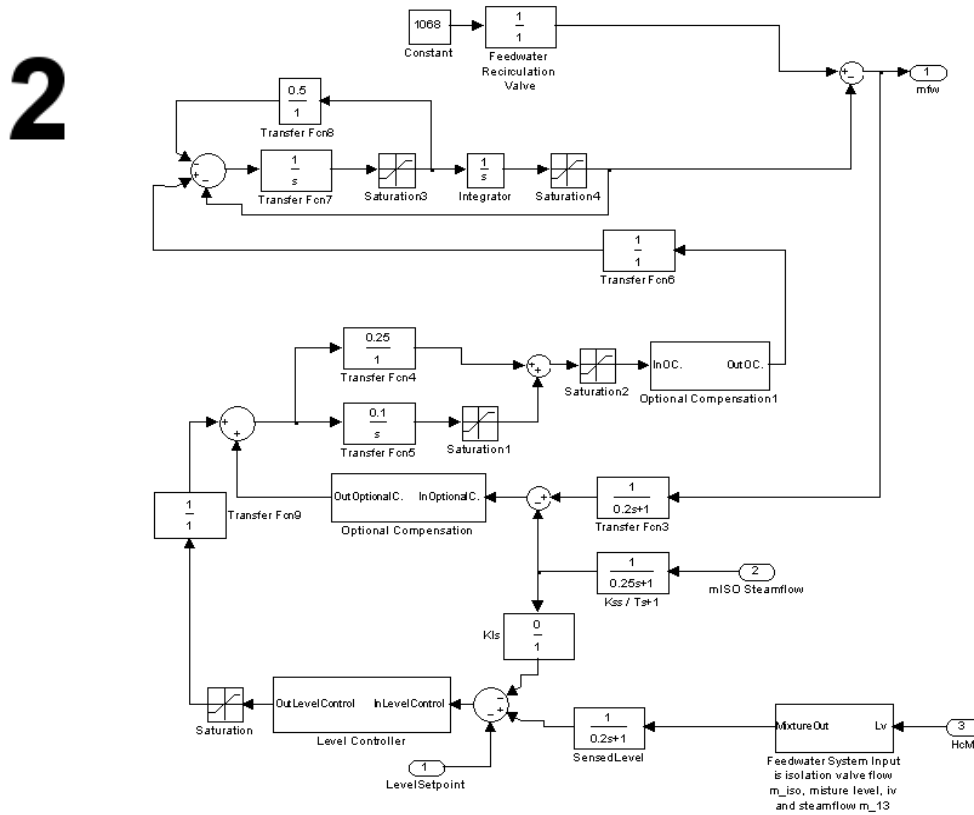 2
1068
Constant
1
1
Feedwater
Recirculation
Valve
1
mfw
0.5
1
Transfer Fcn8
1
s
Transfer Fcn7
Saturation3
1
s
Integrator
Saturation4
1
1
Transfer Fcn6
0.25
1
Transfer Fcn4
Saturation2
InOC. OutOC.
Optional Compensation1
0.1
s
Transfer Fcn5
Saturation1
1
1
Transfer Fcn9
OutOptionalC. InOptionalC.
Optional Compensation
1
0.2s+1
Transfer Fcn3
1
0.25s+1
Kss / Ts+1
2
mISO Steamflow
Kls
0
1
Saturation
OutLevelControl InLevelControl
Level Controller
1
0.2s+1
SensedLevel
MixtureOut Lv
3
HcM
Feedwater System Input
is isolation valve flow
m_iso, misture level, iv
and steamflow m_13
1
LevelSetpoint